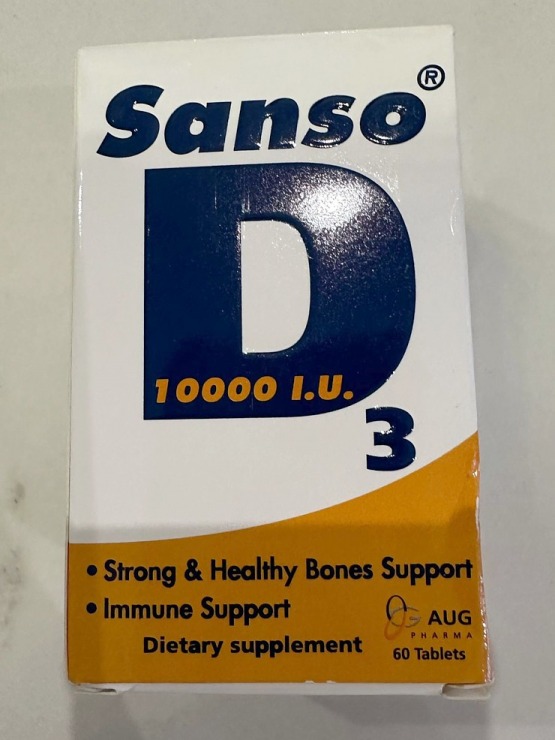 Sanso®
D
10000 I.U.
3
• Strong & Healthy Bones Support
• Immune Support
Dietary supplement
AUG
PHARMA
60 Tablets